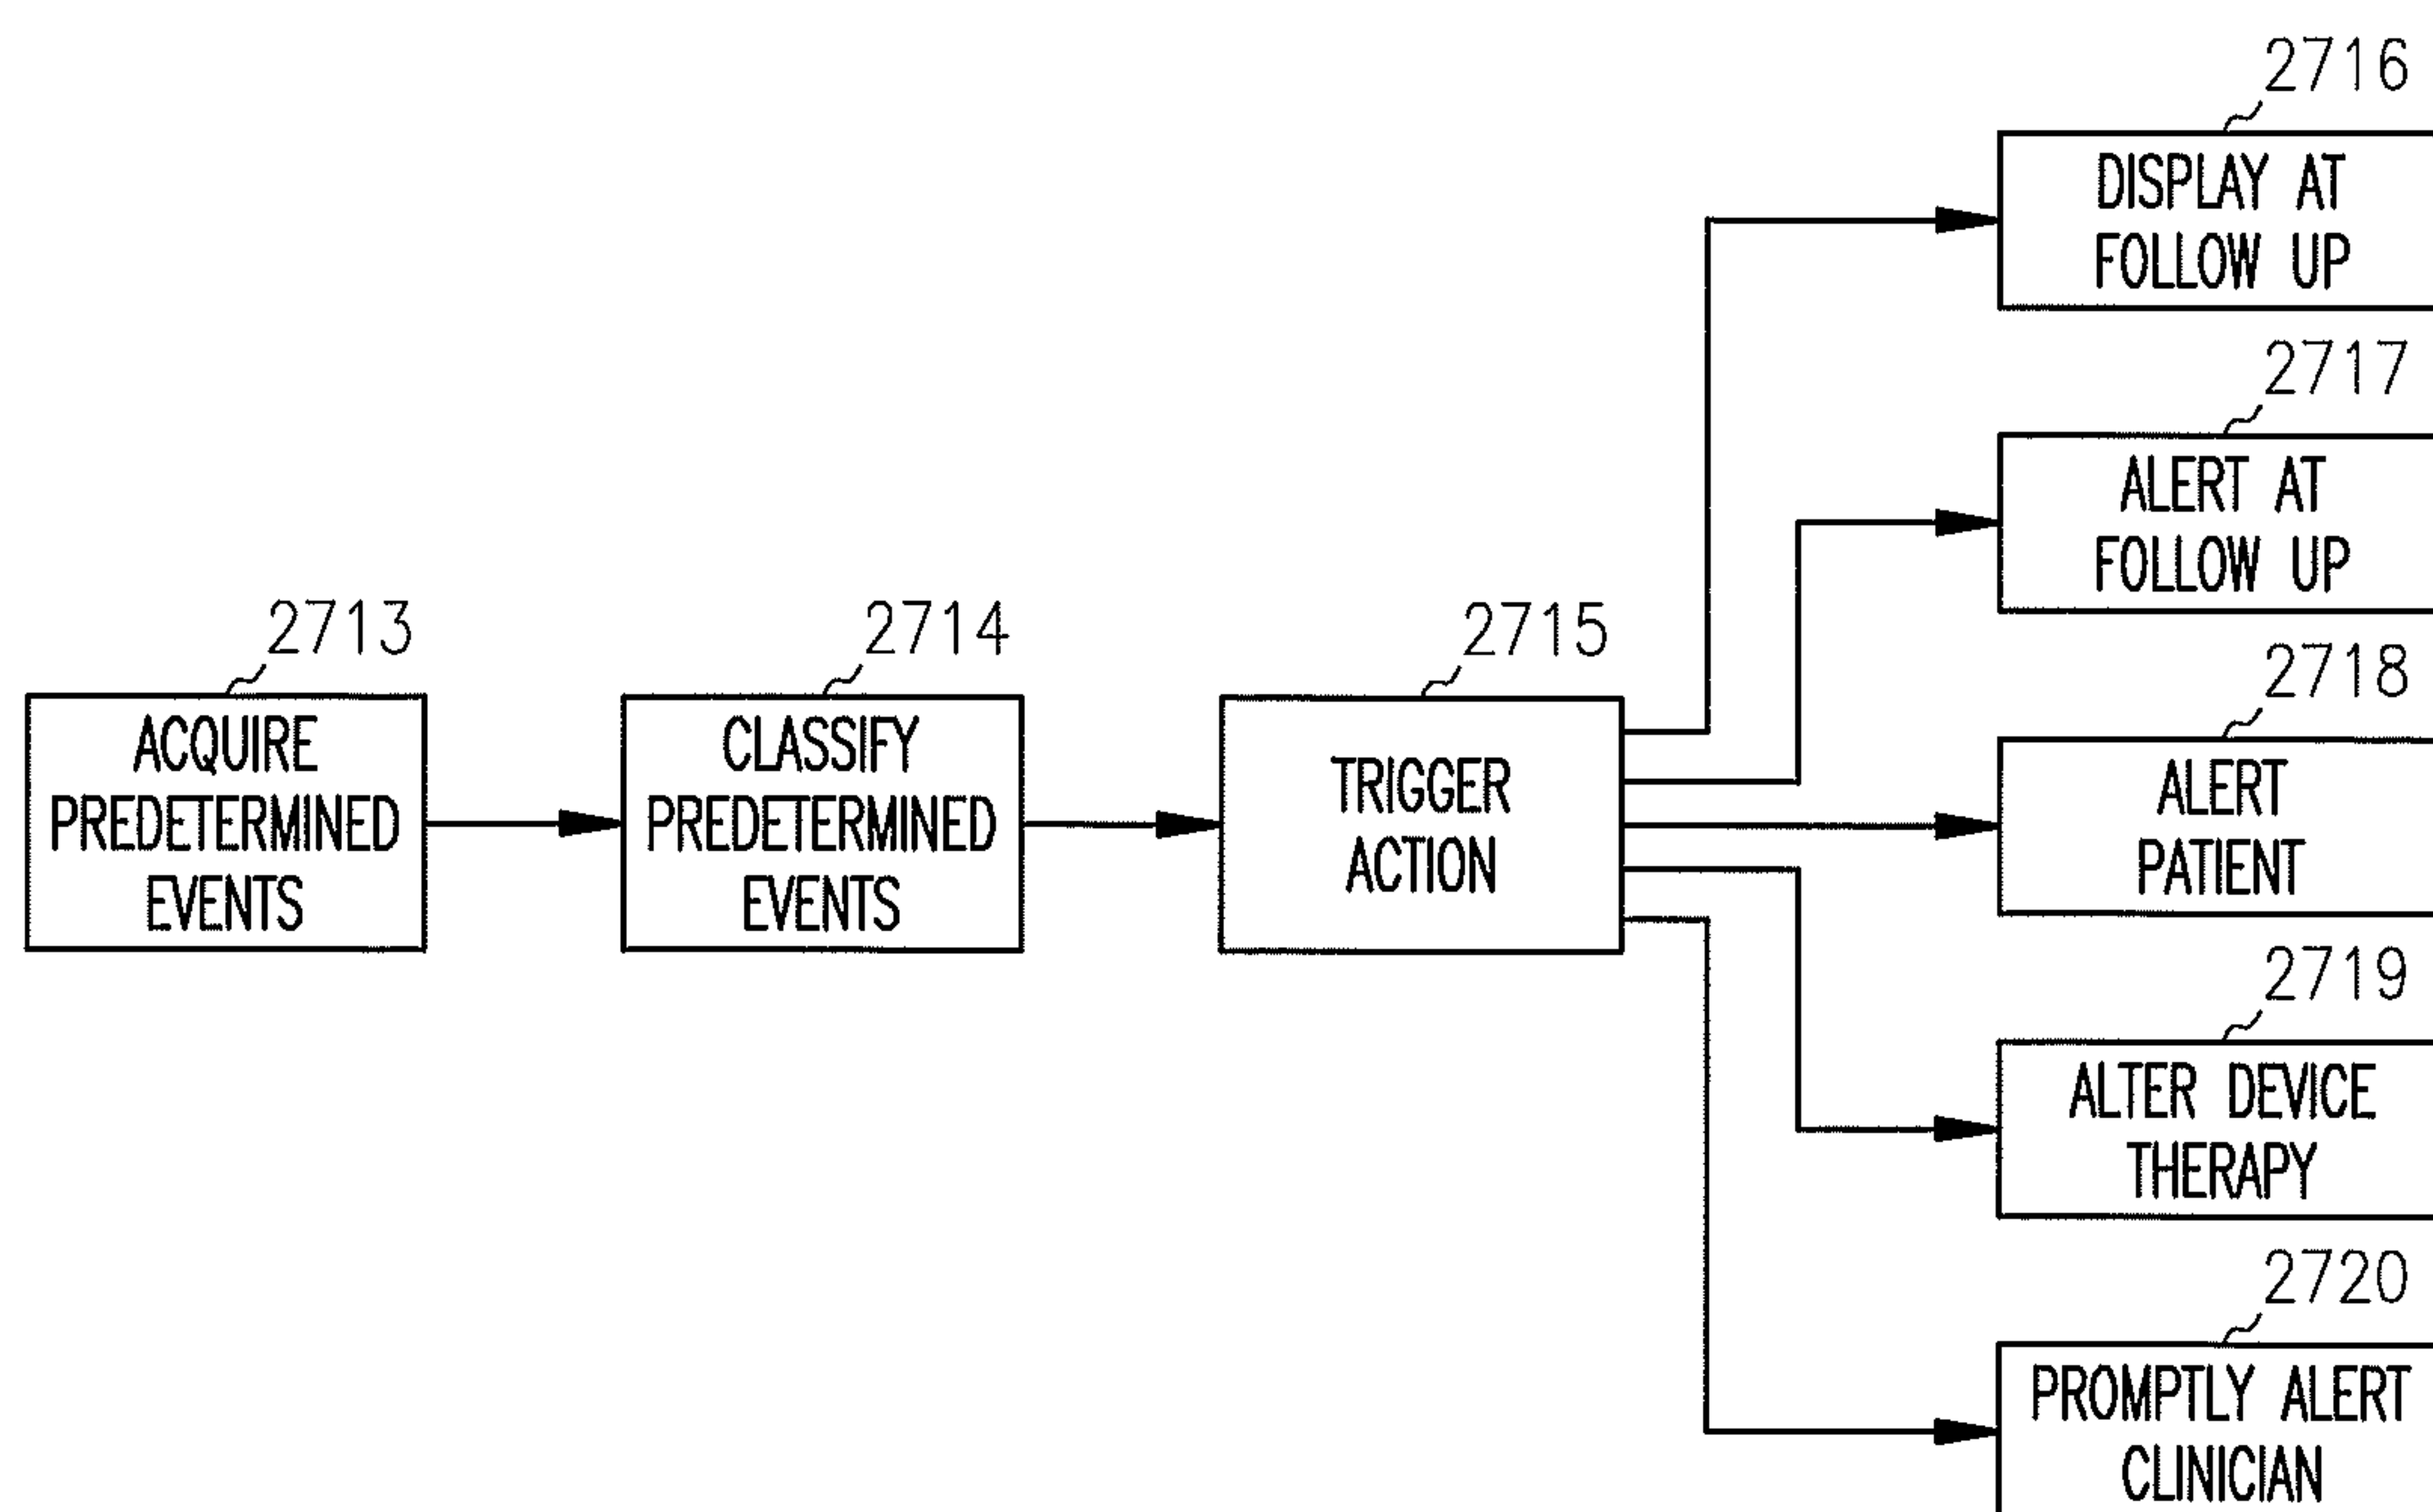 2713
ACQUIRE
PREDETERMINED
EVENTS
2714
CLASSIFY
PREDETERMINED
EVENTS
2715
TRIGGER
ACTION
2716
DISPLAY AT
FOLLOW UP
2717
ALERT AT
FOLLOW UP
2718
ALERT
PATIENT
2719
ALTER DEVICE
THERAPY
2720
PROMPTLY ALERT
CLINICIAN